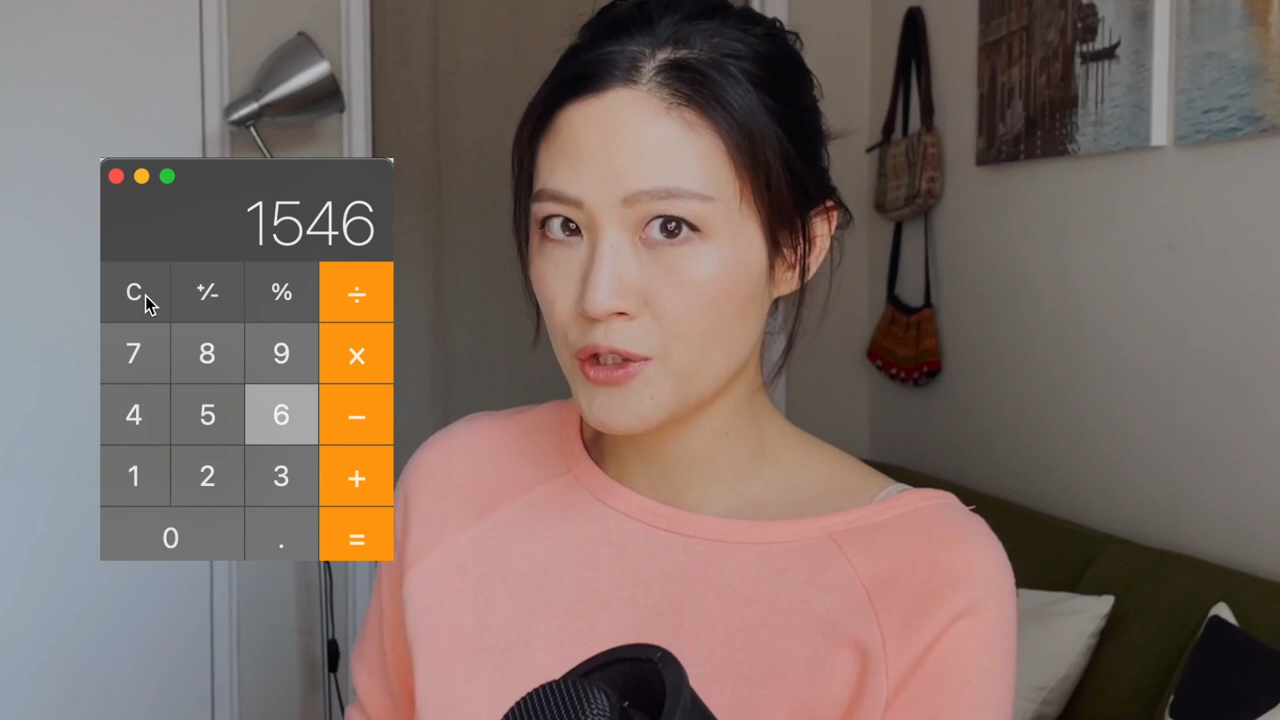 1546
C ⁺∕₋ % ÷
7 8 9 ×
4 5 6 −
1 2 3 +
0 . =